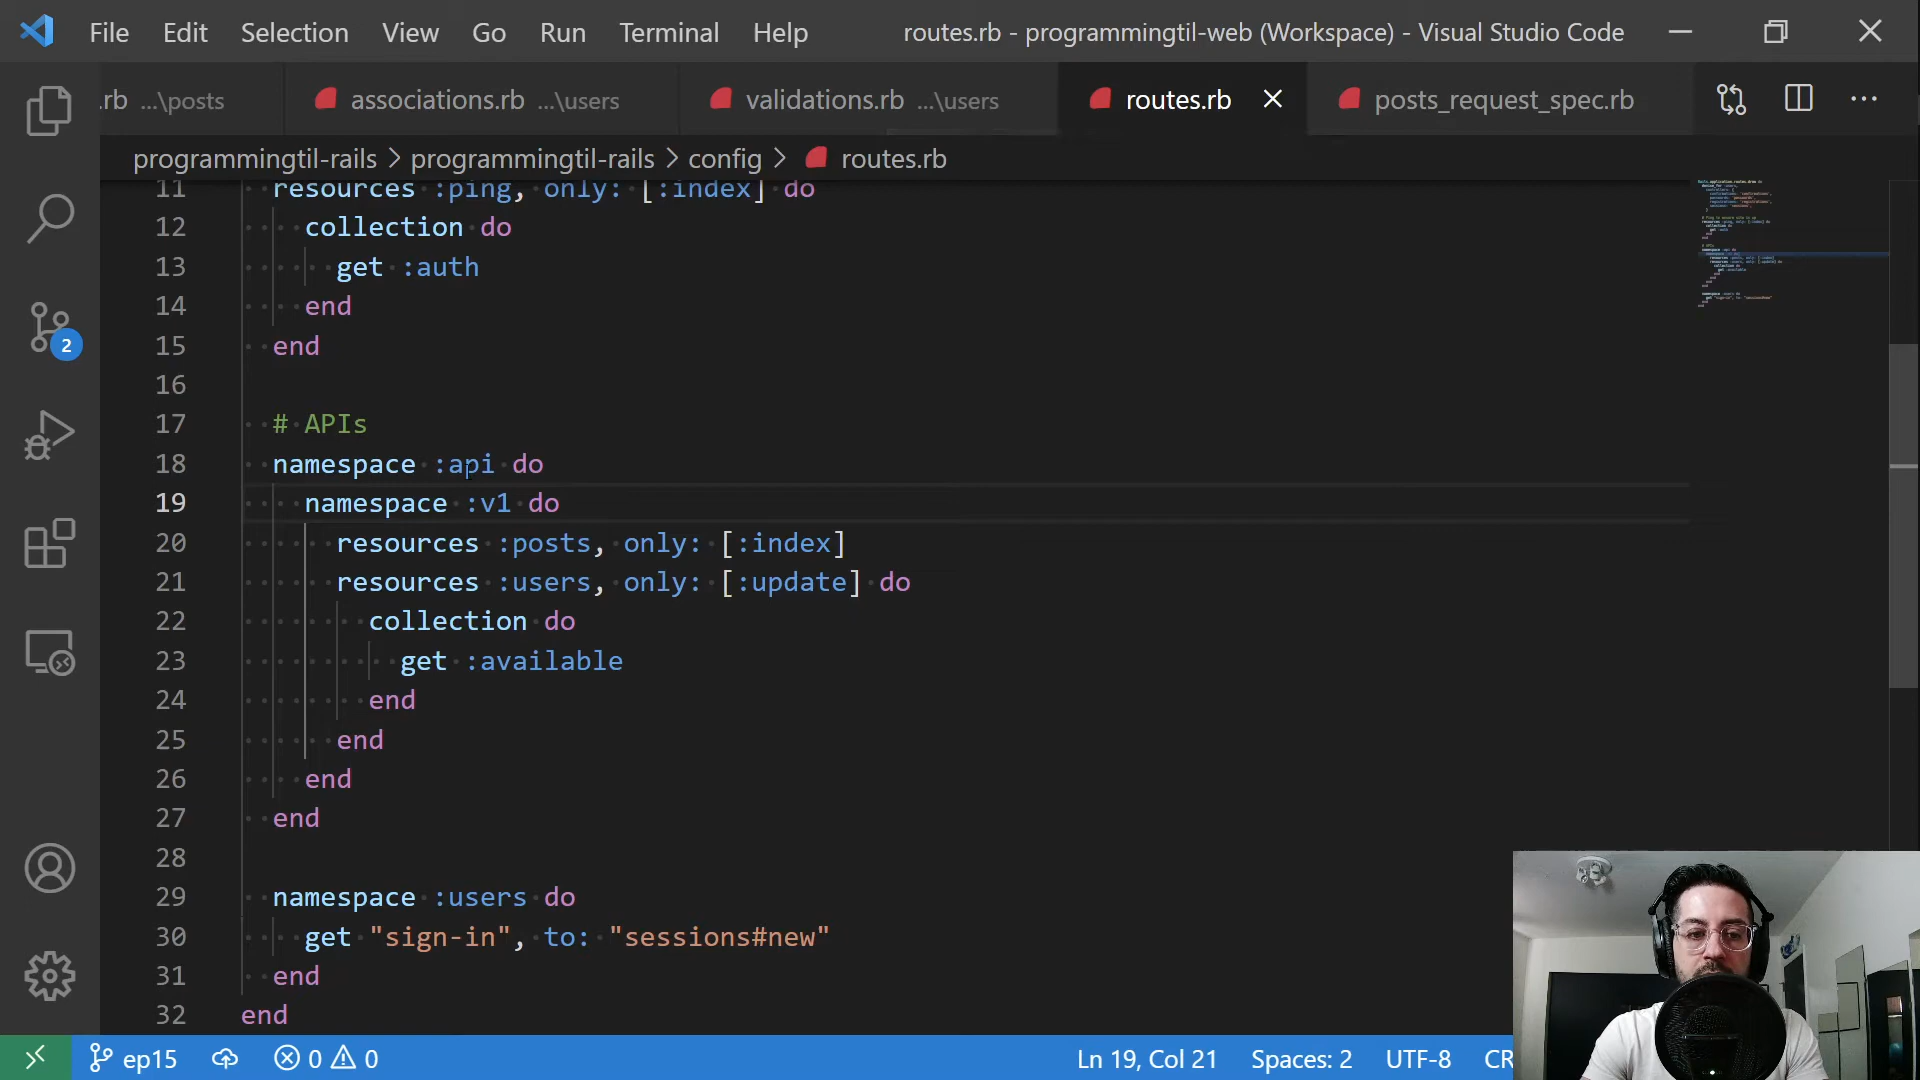 File Edit Selection View Go Run Terminal Help routes.rb - programmingtil-web (Workspace) - Visual Studio Code
.rb ...\posts associations.rb ...\users validations.rb ...\users routes.rb posts_request_spec.rb
programmingtil-rails > programmingtil-rails > config > routes.rb
11 resources :ping, only: [:index] do
12 collection do
13 get :auth
14 end
15 end
16
17 # APIs
18 namespace :api do
19 namespace :v1 do
20 resources :posts, only: [:index]
21 resources :users, only: [:update] do
22 collection do
23 get :available
24 end
25 end
26 end
27 end
28
29 namespace :users do
30 get "sign-in", to: "sessions#new"
31 end
32 end
2
ep15 0 0 Ln 19, Col 21 Spaces: 2 UTF-8 CR